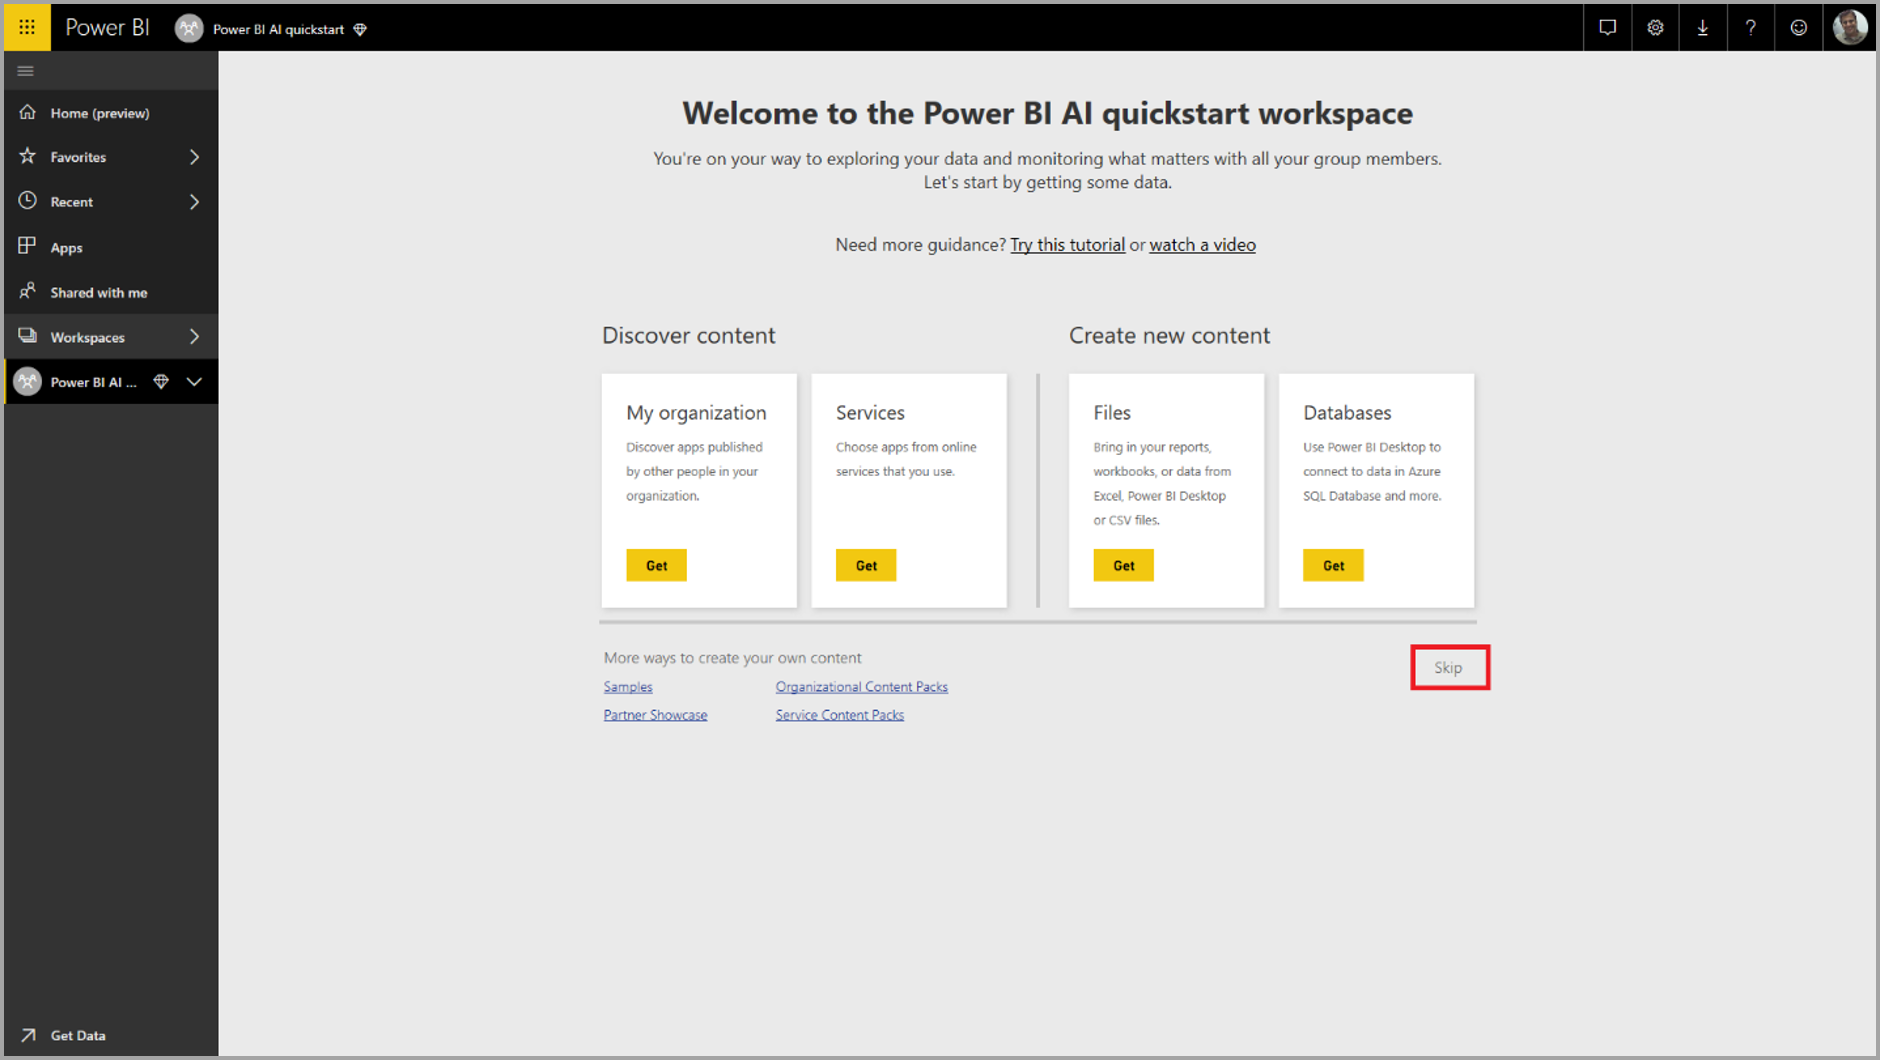 Power BI
Power BI AI quickstart
?
Home (preview)
Favorites
Recent
Apps
Shared with me
Workspaces
Power BI AI ...
Get Data
Welcome to the Power BI AI quickstart workspace
You're on your way to exploring your data and monitoring what matters with all your group members.
Let's start by getting some data.
Need more guidance? Try this tutorial or watch a video
Discover content
My organization
Discover apps published
by other people in your
organization.
Get
Services
Choose apps from online
services that you use.
Get
Create new content
Files
Bring in your reports,
workbooks, or data from
Excel, Power BI Desktop
or CSV files.
Get
Databases
Use Power BI Desktop to
connect to data in Azure
SQL Database and more.
Get
More ways to create your own content
Samples
Organizational Content Packs
Partner Showcase
Service Content Packs
Skip